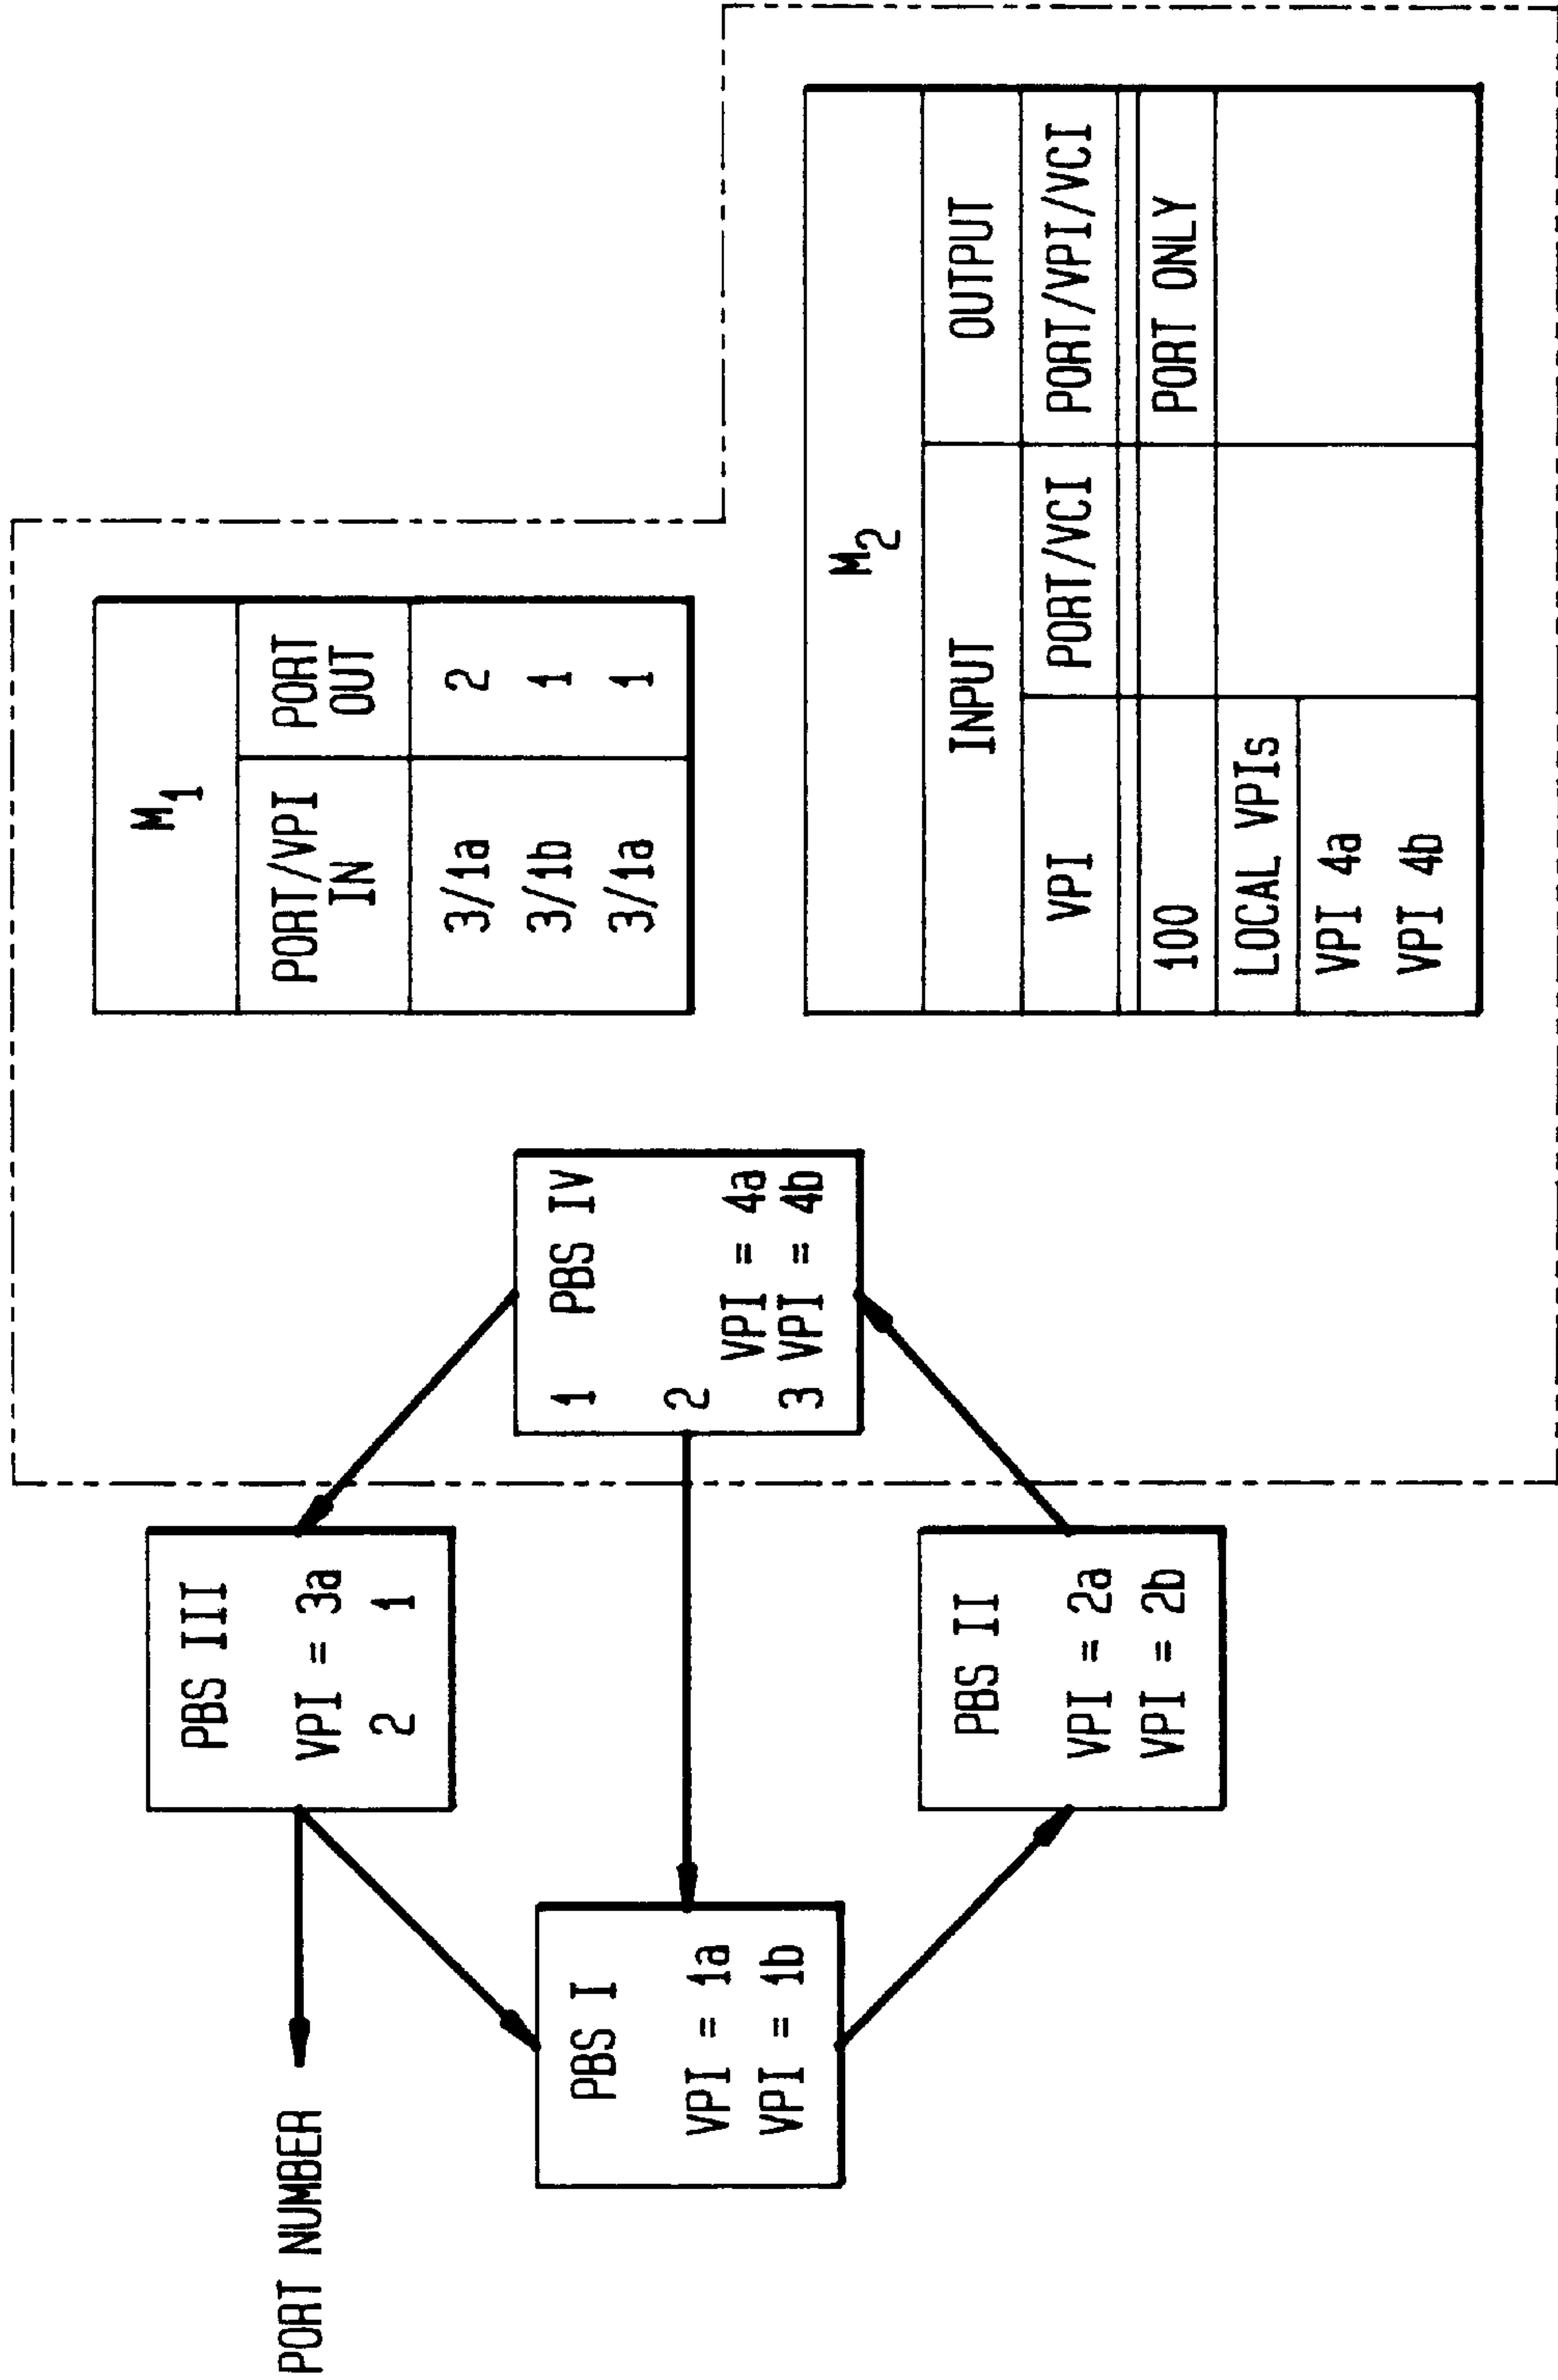 PORT NUMBER
PBS III
VPI = 3a
2 1
PBS I
VPI = 1a
VPI = 1b
PBS II
VPI = 2a
VPI = 2b
1 PBS IV
2
VPI = 4a
3 VPI = 4b
M1
PORT/VPI IN
PORT OUT
3/1a 2
3/1b 1
3/1a 1
M2
INPUT OUTPUT
VPI PORT/VCI PORT/VPI/VCI
100 PORT ONLY
LOCAL VPIs
VPI 4a
VPI 4b